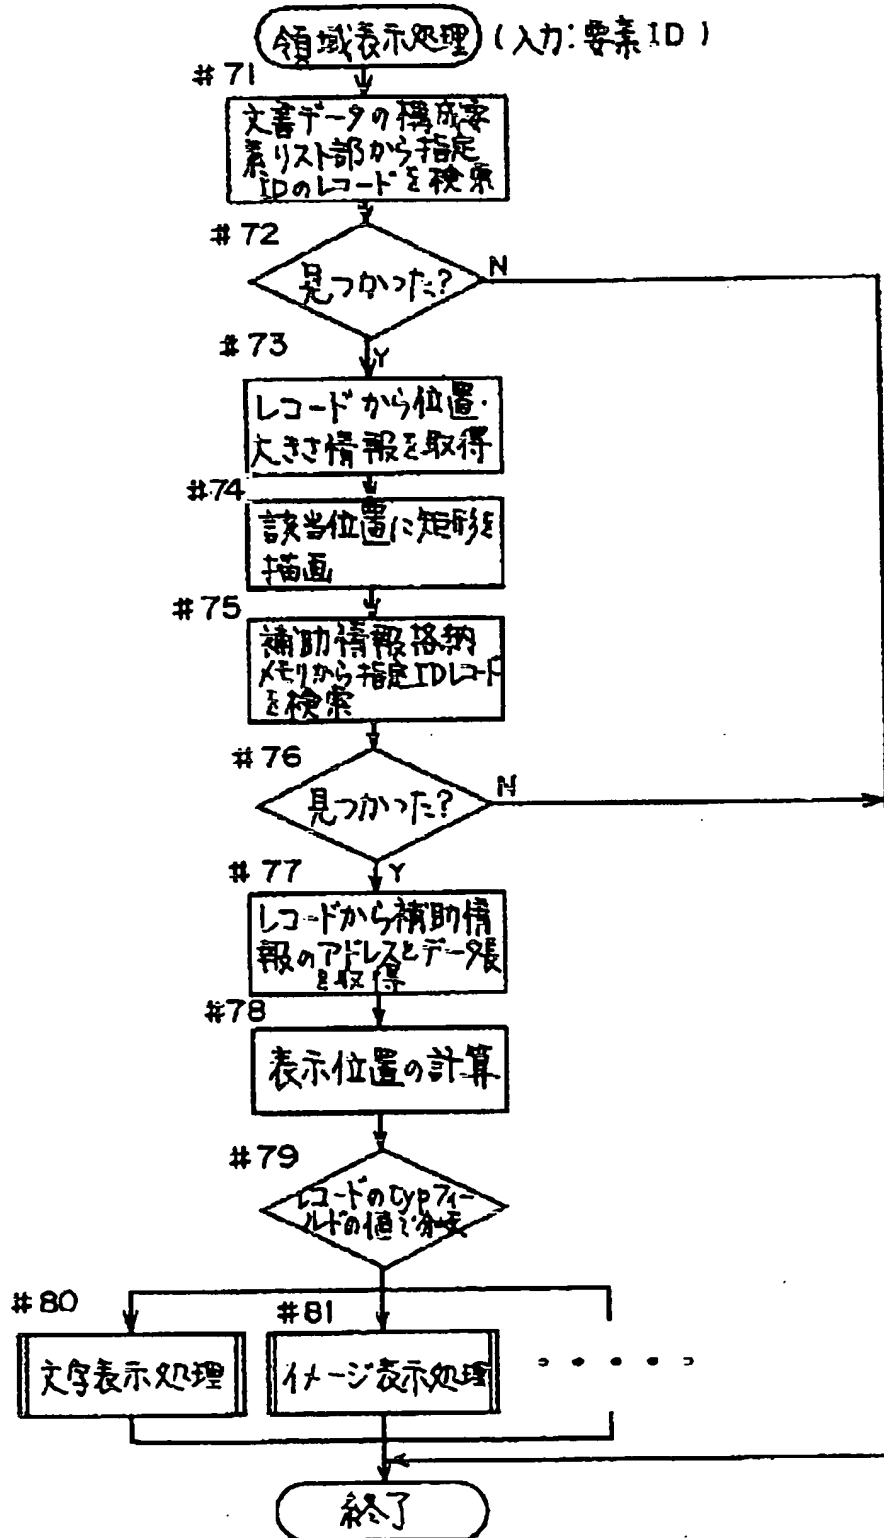 領域表示処理 (入力:要素ID)
#71
文書データの構成要
素リスト部から指定
IDのレコードを検索
#72
見つかった?
N
#73
Y
レコードから位置・
大きさ情報を取得
#74
該当位置に矩形を
描画
#75
補助情報格納
メモリから指定IDレコード
を検索
#76
見つかった?
N
#77
Y
レコードから補助情
報のアドレスとデータ長
を取得
#78
表示位置の計算
#79
レコードのtypフィー
ルドの値で分岐
#80
#81
文字表示処理
イメージ表示処理
終了